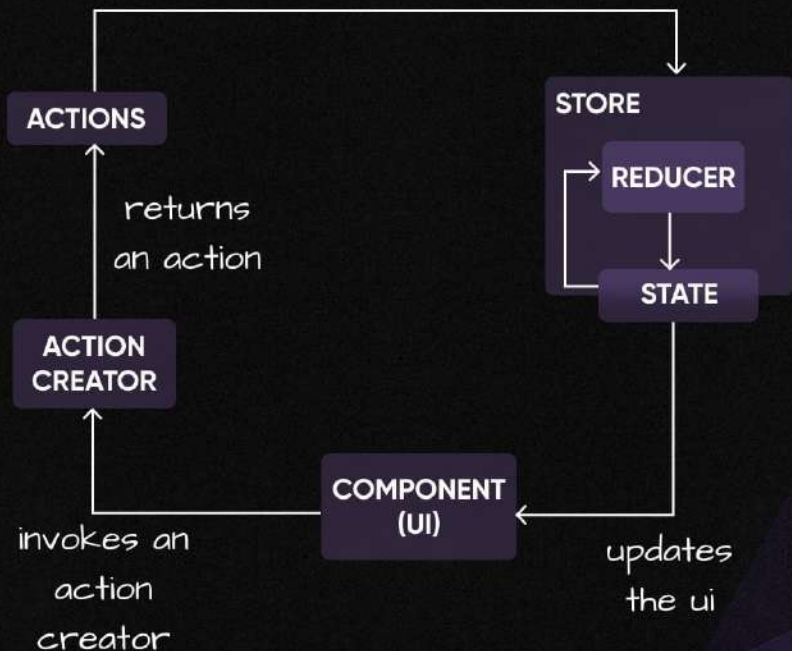 ACTIONS
STORE
REDUCER
returns
an action
STATE
ACTION
CREATOR
COMPONENT
(UI)
invokes an
action
creator
updates
the ui